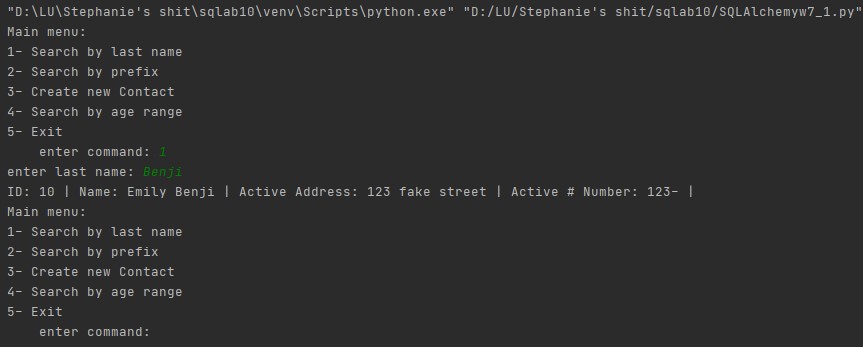 "D:\LU\Stephanie's shit\sqlab10\venv\Scripts\python.exe" "D:/LU/Stephanie's shit/sqlab10/SQLAlchemyw7_1.py"
Main menu:
1- Search by last name
2- Search by prefix
3- Create new Contact
4- Search by age range
5- Exit
    enter command: 1
enter last name: Benji
ID: 10 | Name: Emily Benji | Active Address: 123 fake street | Active # Number: 123- |
Main menu:
1- Search by last name
2- Search by prefix
3- Create new Contact
4- Search by age range
5- Exit
    enter command: